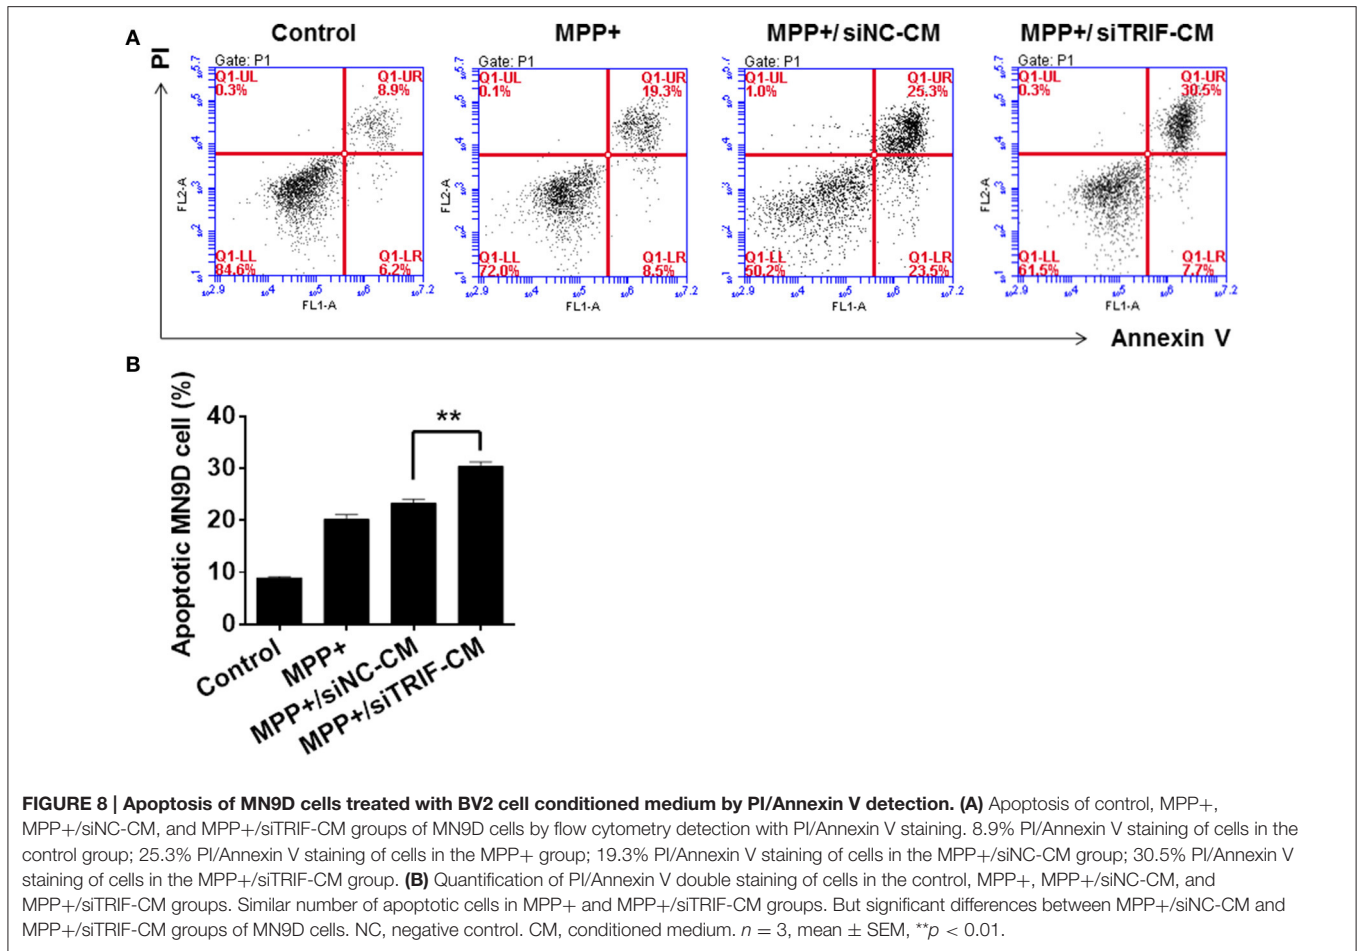 A
Control
MPP+
MPP+/siNC-CM
MPP+/siTRIF-CM
PI
Gate: P1
Q1-UL
0.3%
Q1-UR
8.9%
Q1-LL
84.6%
Q1-LR
6.2%
FL2-A
FL1-A
Gate: P1
Q1-UL
0.1%
Q1-UR
19.3%
Q1-LL
72.0%
Q1-LR
8.5%
FL2-A
FL1-A
Gate: P1
Q1-UL
1.0%
Q1-UR
25.3%
Q1-LL
50.2%
Q1-LR
23.5%
FL2-A
FL1-A
Gate: P1
Q1-UL
0.3%
Q1-UR
30.5%
Q1-LL
61.5%
Q1-LR
7.7%
FL2-A
FL1-A
Annexin V
B
Apoptotic MN9D cell (%)
40
30
20
10
0
**
Control
MPP+
MPP+/siNC-CM
MPP+/siTRIF-CM
FIGURE 8 | Apoptosis of MN9D cells treated with BV2 cell conditioned medium by PI/Annexin V detection. (A) Apoptosis of control, MPP+,
MPP+/siNC-CM, and MPP+/siTRIF-CM groups of MN9D cells by flow cytometry detection with PI/Annexin V staining. 8.9% PI/Annexin V staining of cells in the
control group; 25.3% PI/Annexin V staining of cells in the MPP+ group; 19.3% PI/Annexin V staining of cells in the MPP+/siNC-CM group; 30.5% PI/Annexin V
staining of cells in the MPP+/siTRIF-CM group. (B) Quantification of PI/Annexin V double staining of cells in the control, MPP+, MPP+/siNC-CM, and
MPP+/siTRIF-CM groups. Similar number of apoptotic cells in MPP+ and MPP+/siTRIF-CM groups. But significant differences between MPP+/siNC-CM and
MPP+/siTRIF-CM groups of MN9D cells. NC, negative control. CM, conditioned medium. n = 3, mean ± SEM, **p < 0.01.